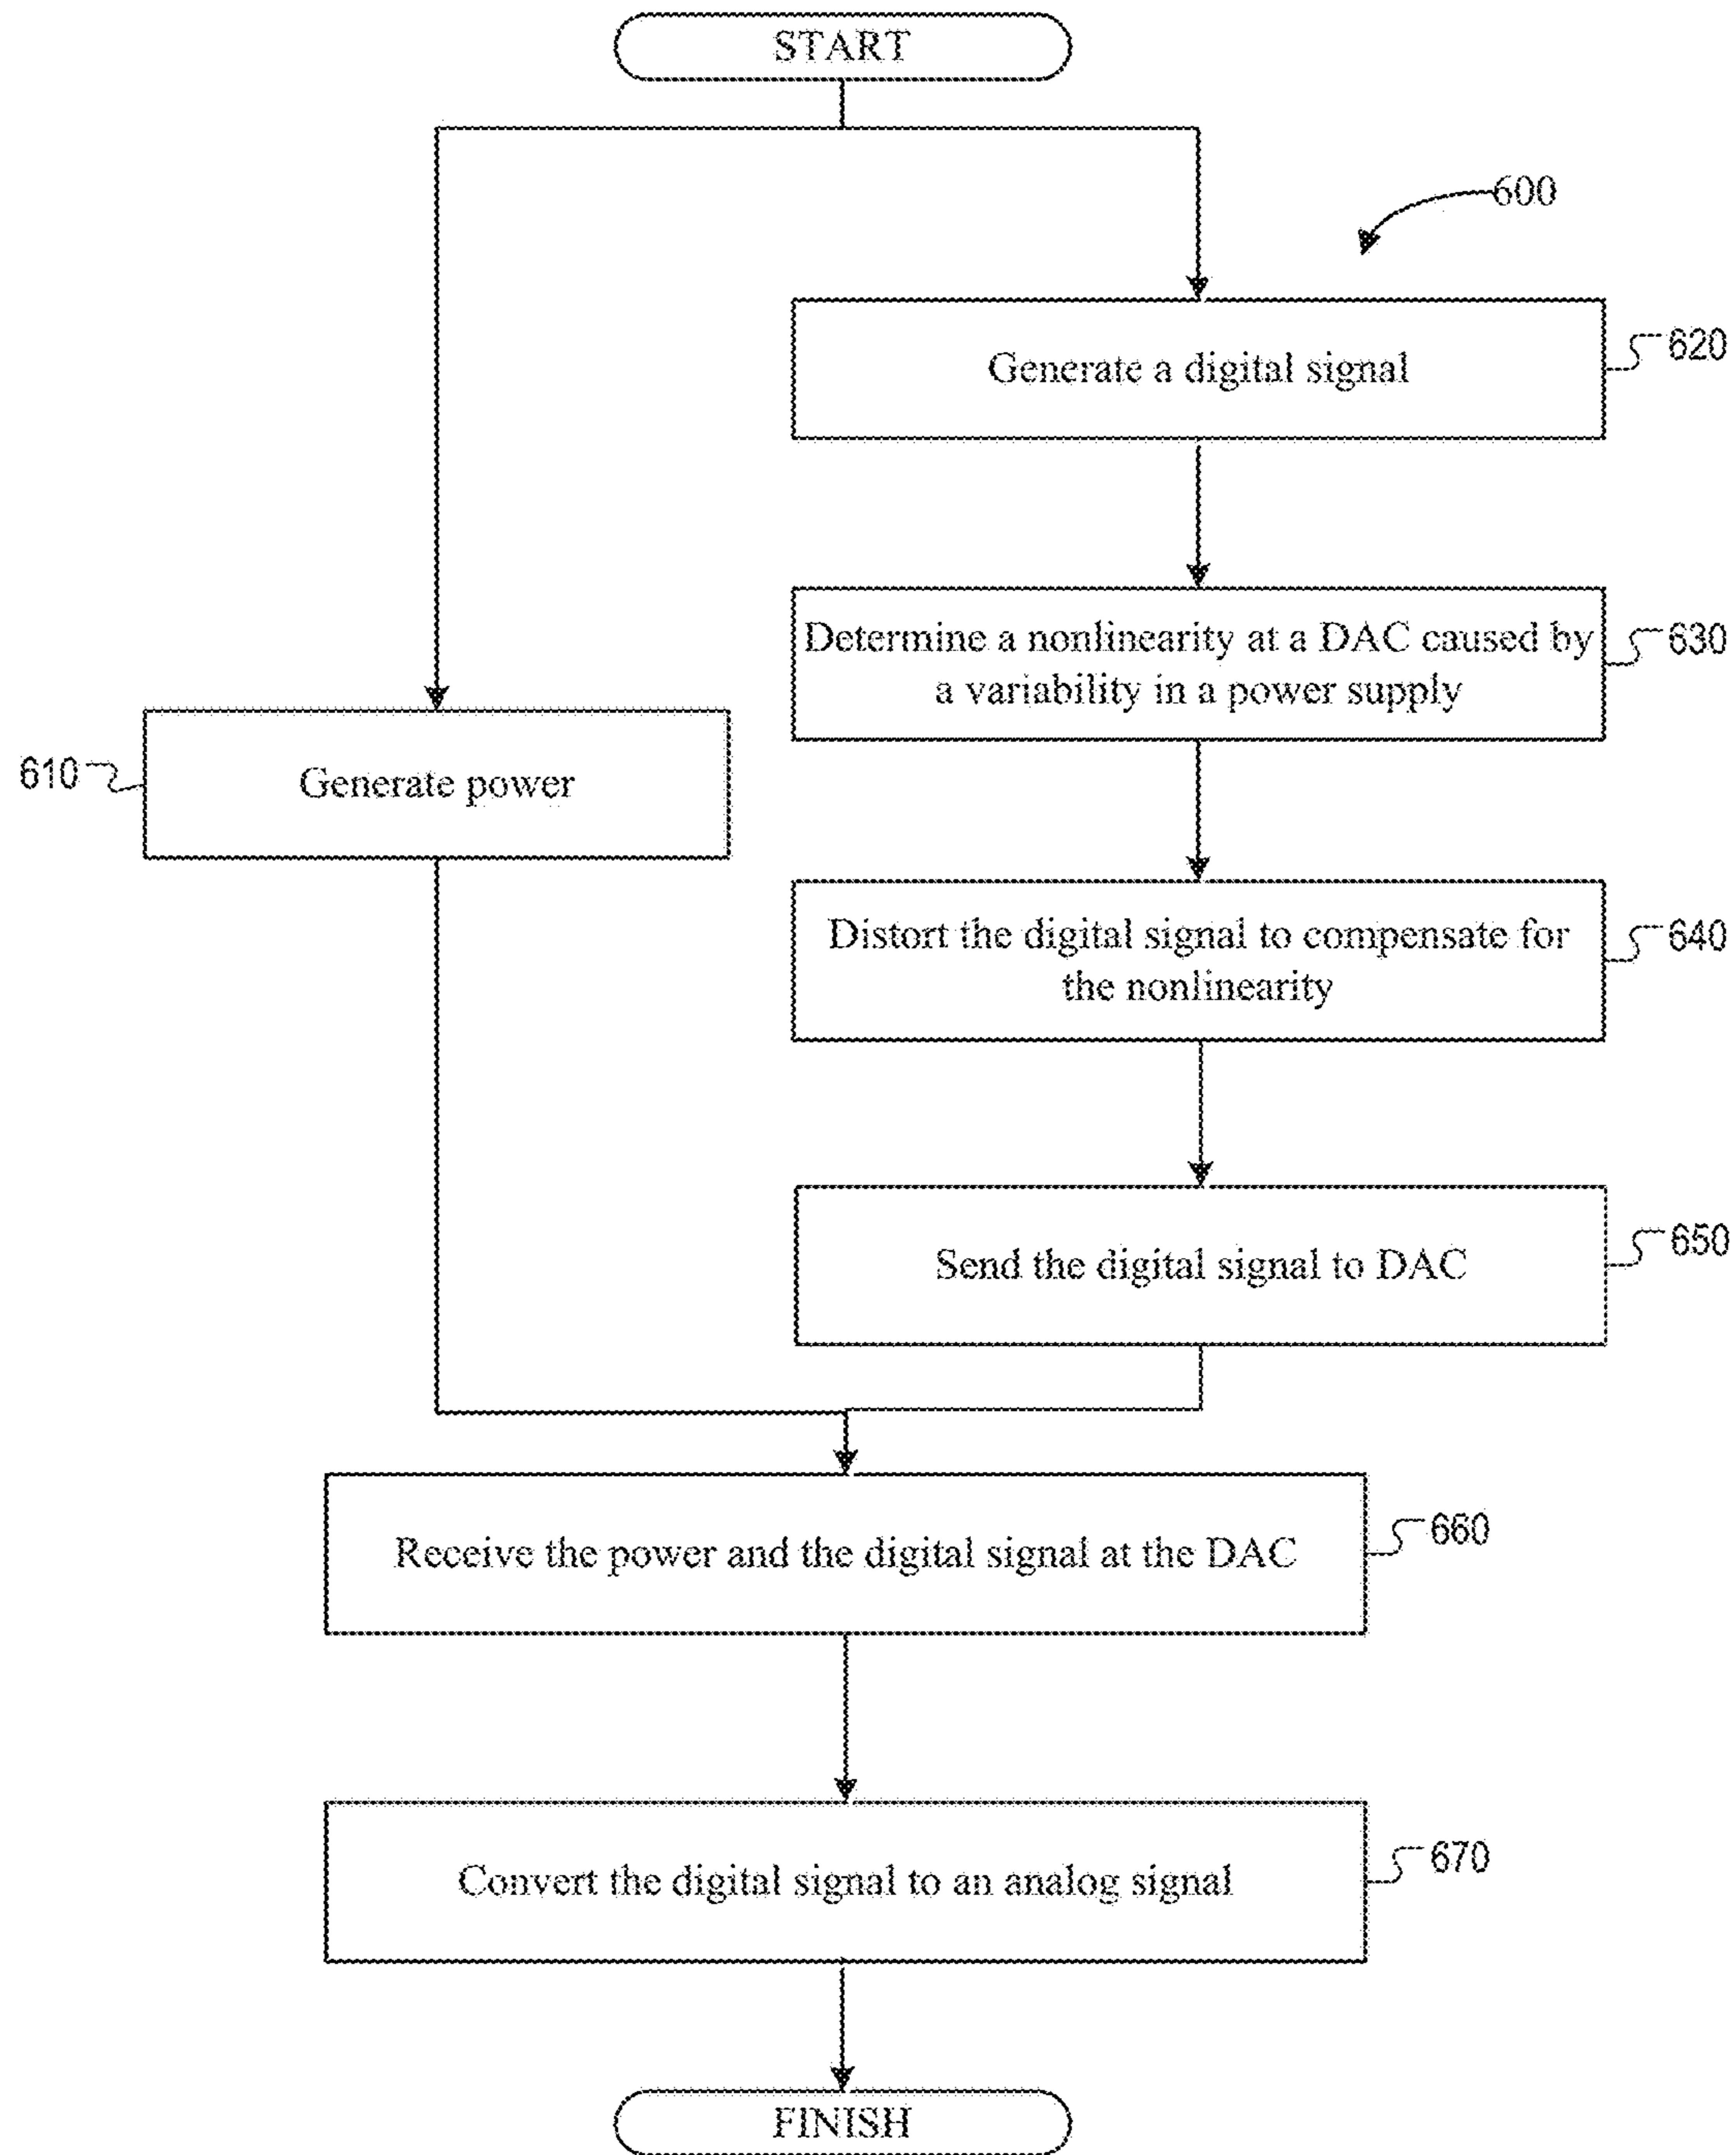 START
600
Generate a digital signal
620
Determine a nonlinearity at a DAC caused by
a variability in a power supply
630
610
Generate power
Distort the digital signal to compensate for
the nonlinearity
640
Send the digital signal to DAC
650
Receive the power and the digital signal at the DAC
660
Convert the digital signal to an analog signal
670
FINISH